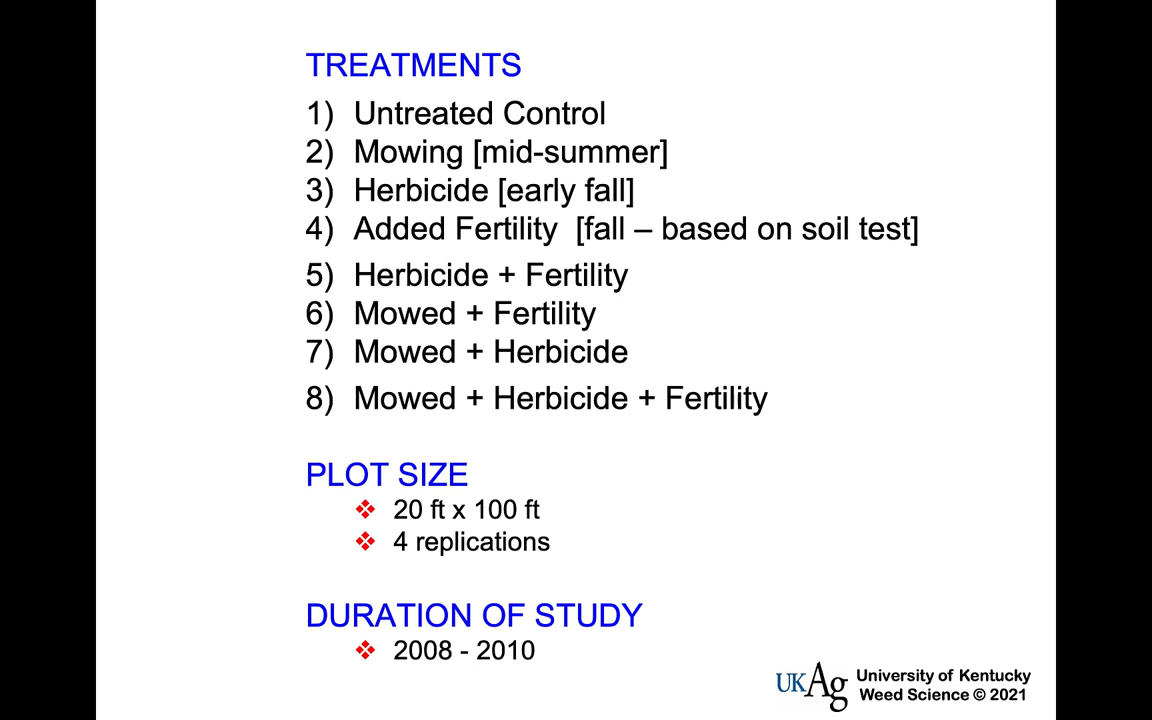 TREATMENTS
1) Untreated Control
2) Mowing [mid-summer]
3) Herbicide [early fall]
4) Added Fertility [fall – based on soil test]
5) Herbicide + Fertility
6) Mowed + Fertility
7) Mowed + Herbicide
8) Mowed + Herbicide + Fertility
PLOT SIZE
❖ 20 ft x 100 ft
❖ 4 replications
DURATION OF STUDY
❖ 2008 - 2010
UKAg
University of Kentucky
Weed Science © 2021